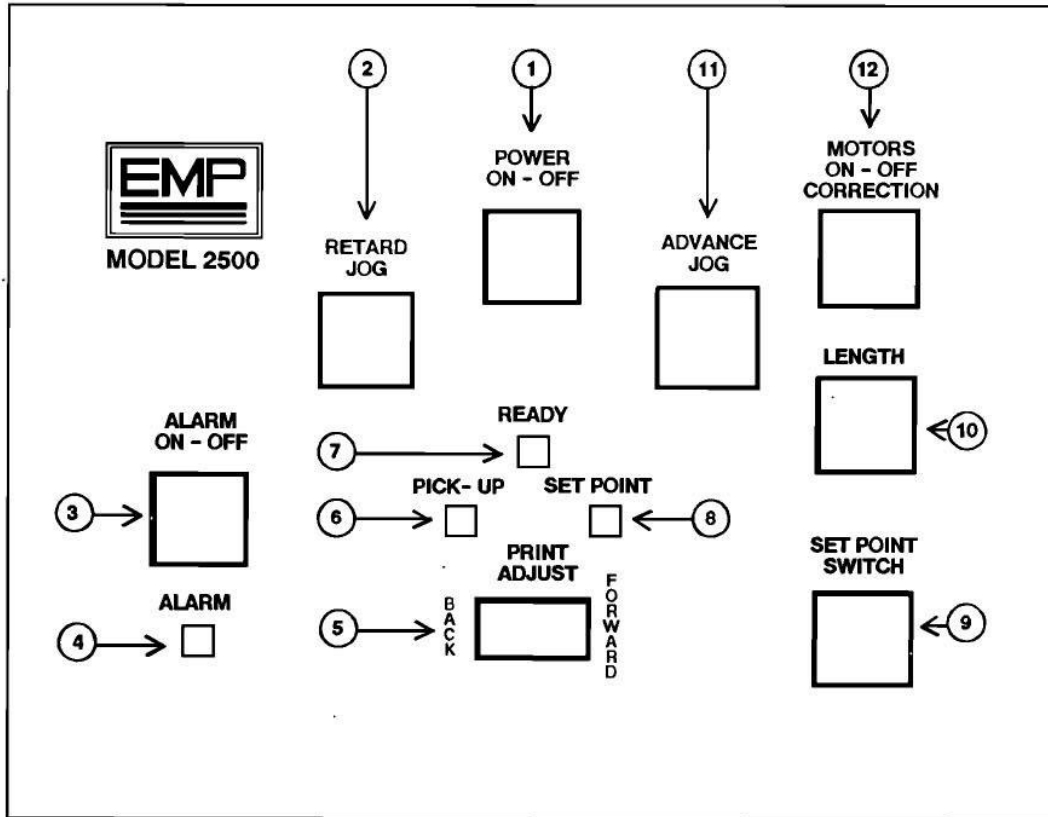 2
1
11
12
EMP
MODEL 2500
POWER
ON - OFF
MOTORS
ON - OFF
CORRECTION
RETARD
JOG
ADVANCE
JOG
LENGTH
10
ALARM
ON - OFF
READY
7
PICK-UP
SET POINT
3
6
8
PRINT
ADJUST
SET POINT
SWITCH
ALARM
BACK
FORWARD
4
5
9